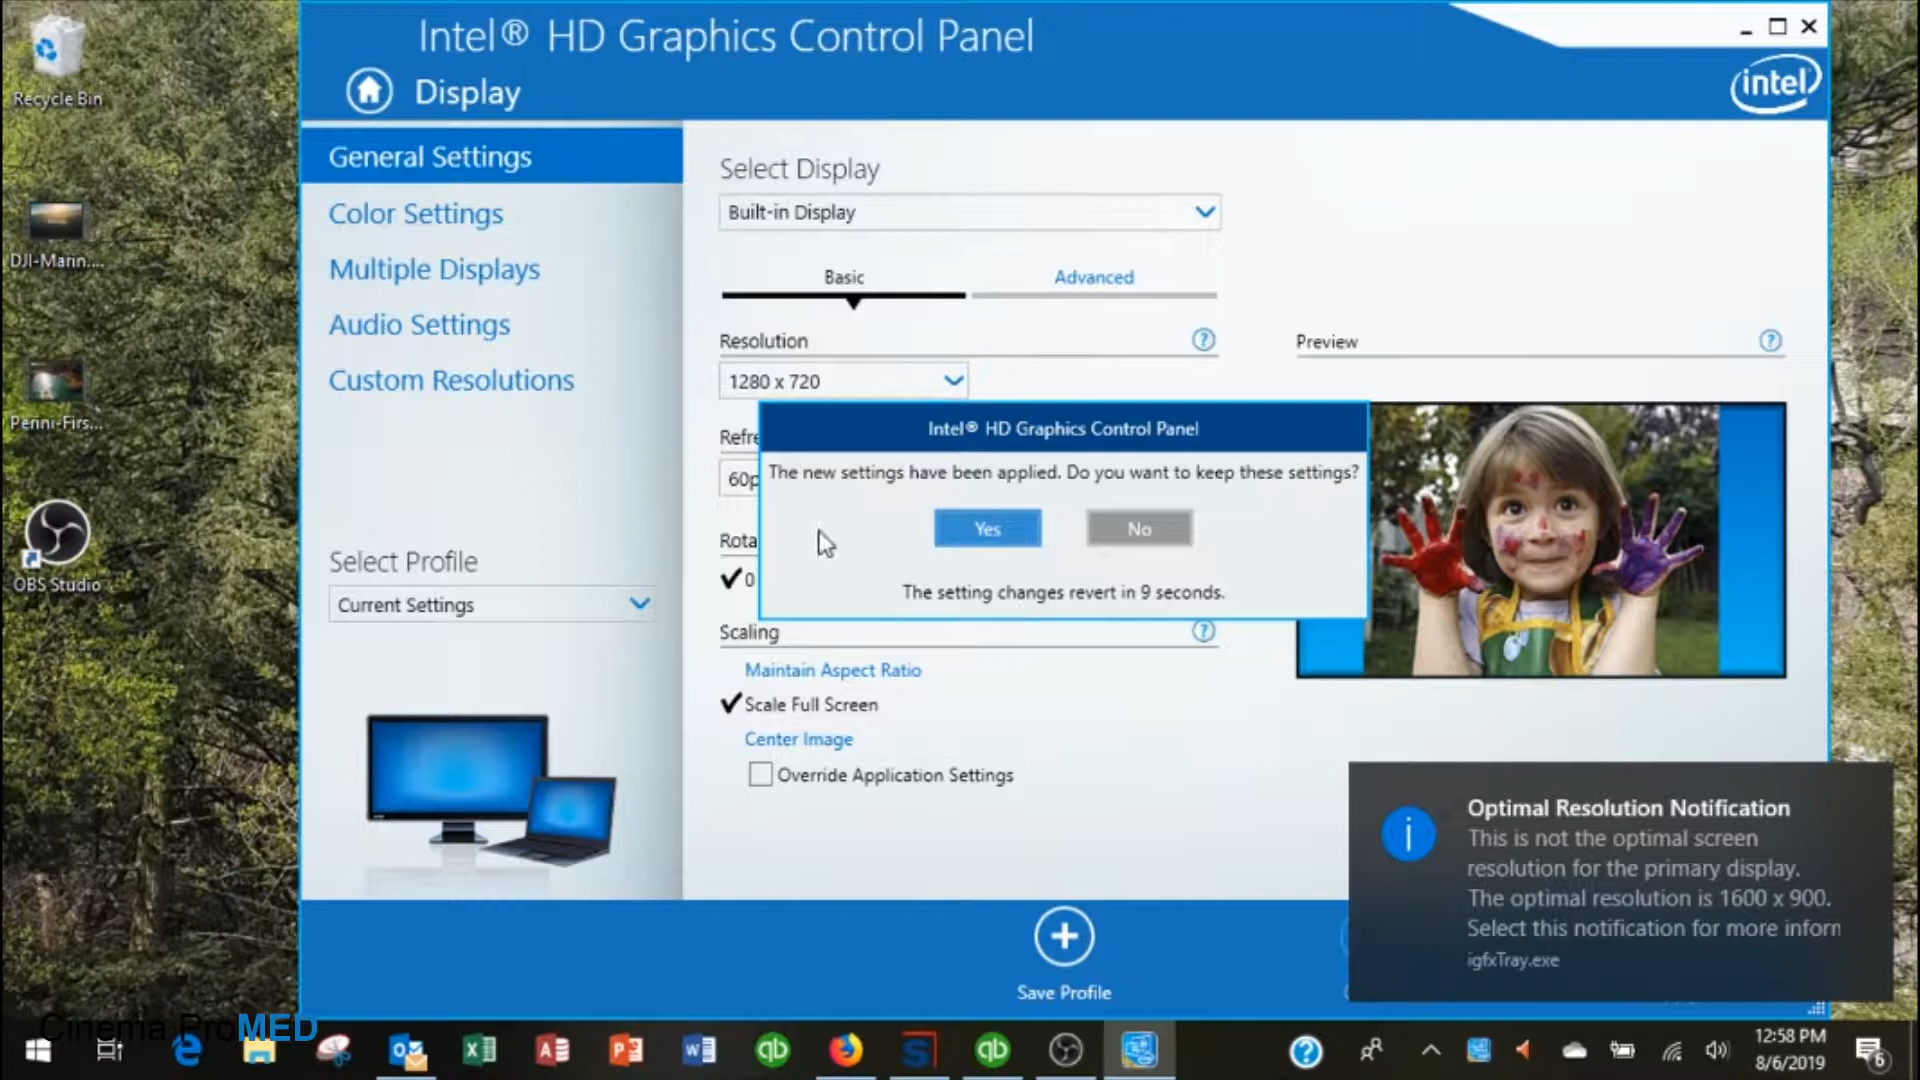 Intel® HD Graphics Control Panel
Display
intel
General Settings
Color Settings
Multiple Displays
Audio Settings
Custom Resolutions
Select Profile
Current Settings
Select Display
Built-in Display
Basic
Advanced
Resolution
1280 x 720
Refre
60p
Rota
0
Scaling
Maintain Aspect Ratio
Scale Full Screen
Center Image
Override Application Settings
Preview
Intel® HD Graphics Control Panel
The new settings have been applied. Do you want to keep these settings?
Yes
No
The setting changes revert in 9 seconds.
Save Profile
Optimal Resolution Notification
This is not the optimal screen
resolution for the primary display.
The optimal resolution is 1600 x 900.
Select this notification for more inforn
igfxTray.exe
Recycle Bin
DJI-Marin....
Perini-Firs...
OBS Studio
Cinema ProMED
12:58 PM
8/6/2019
6